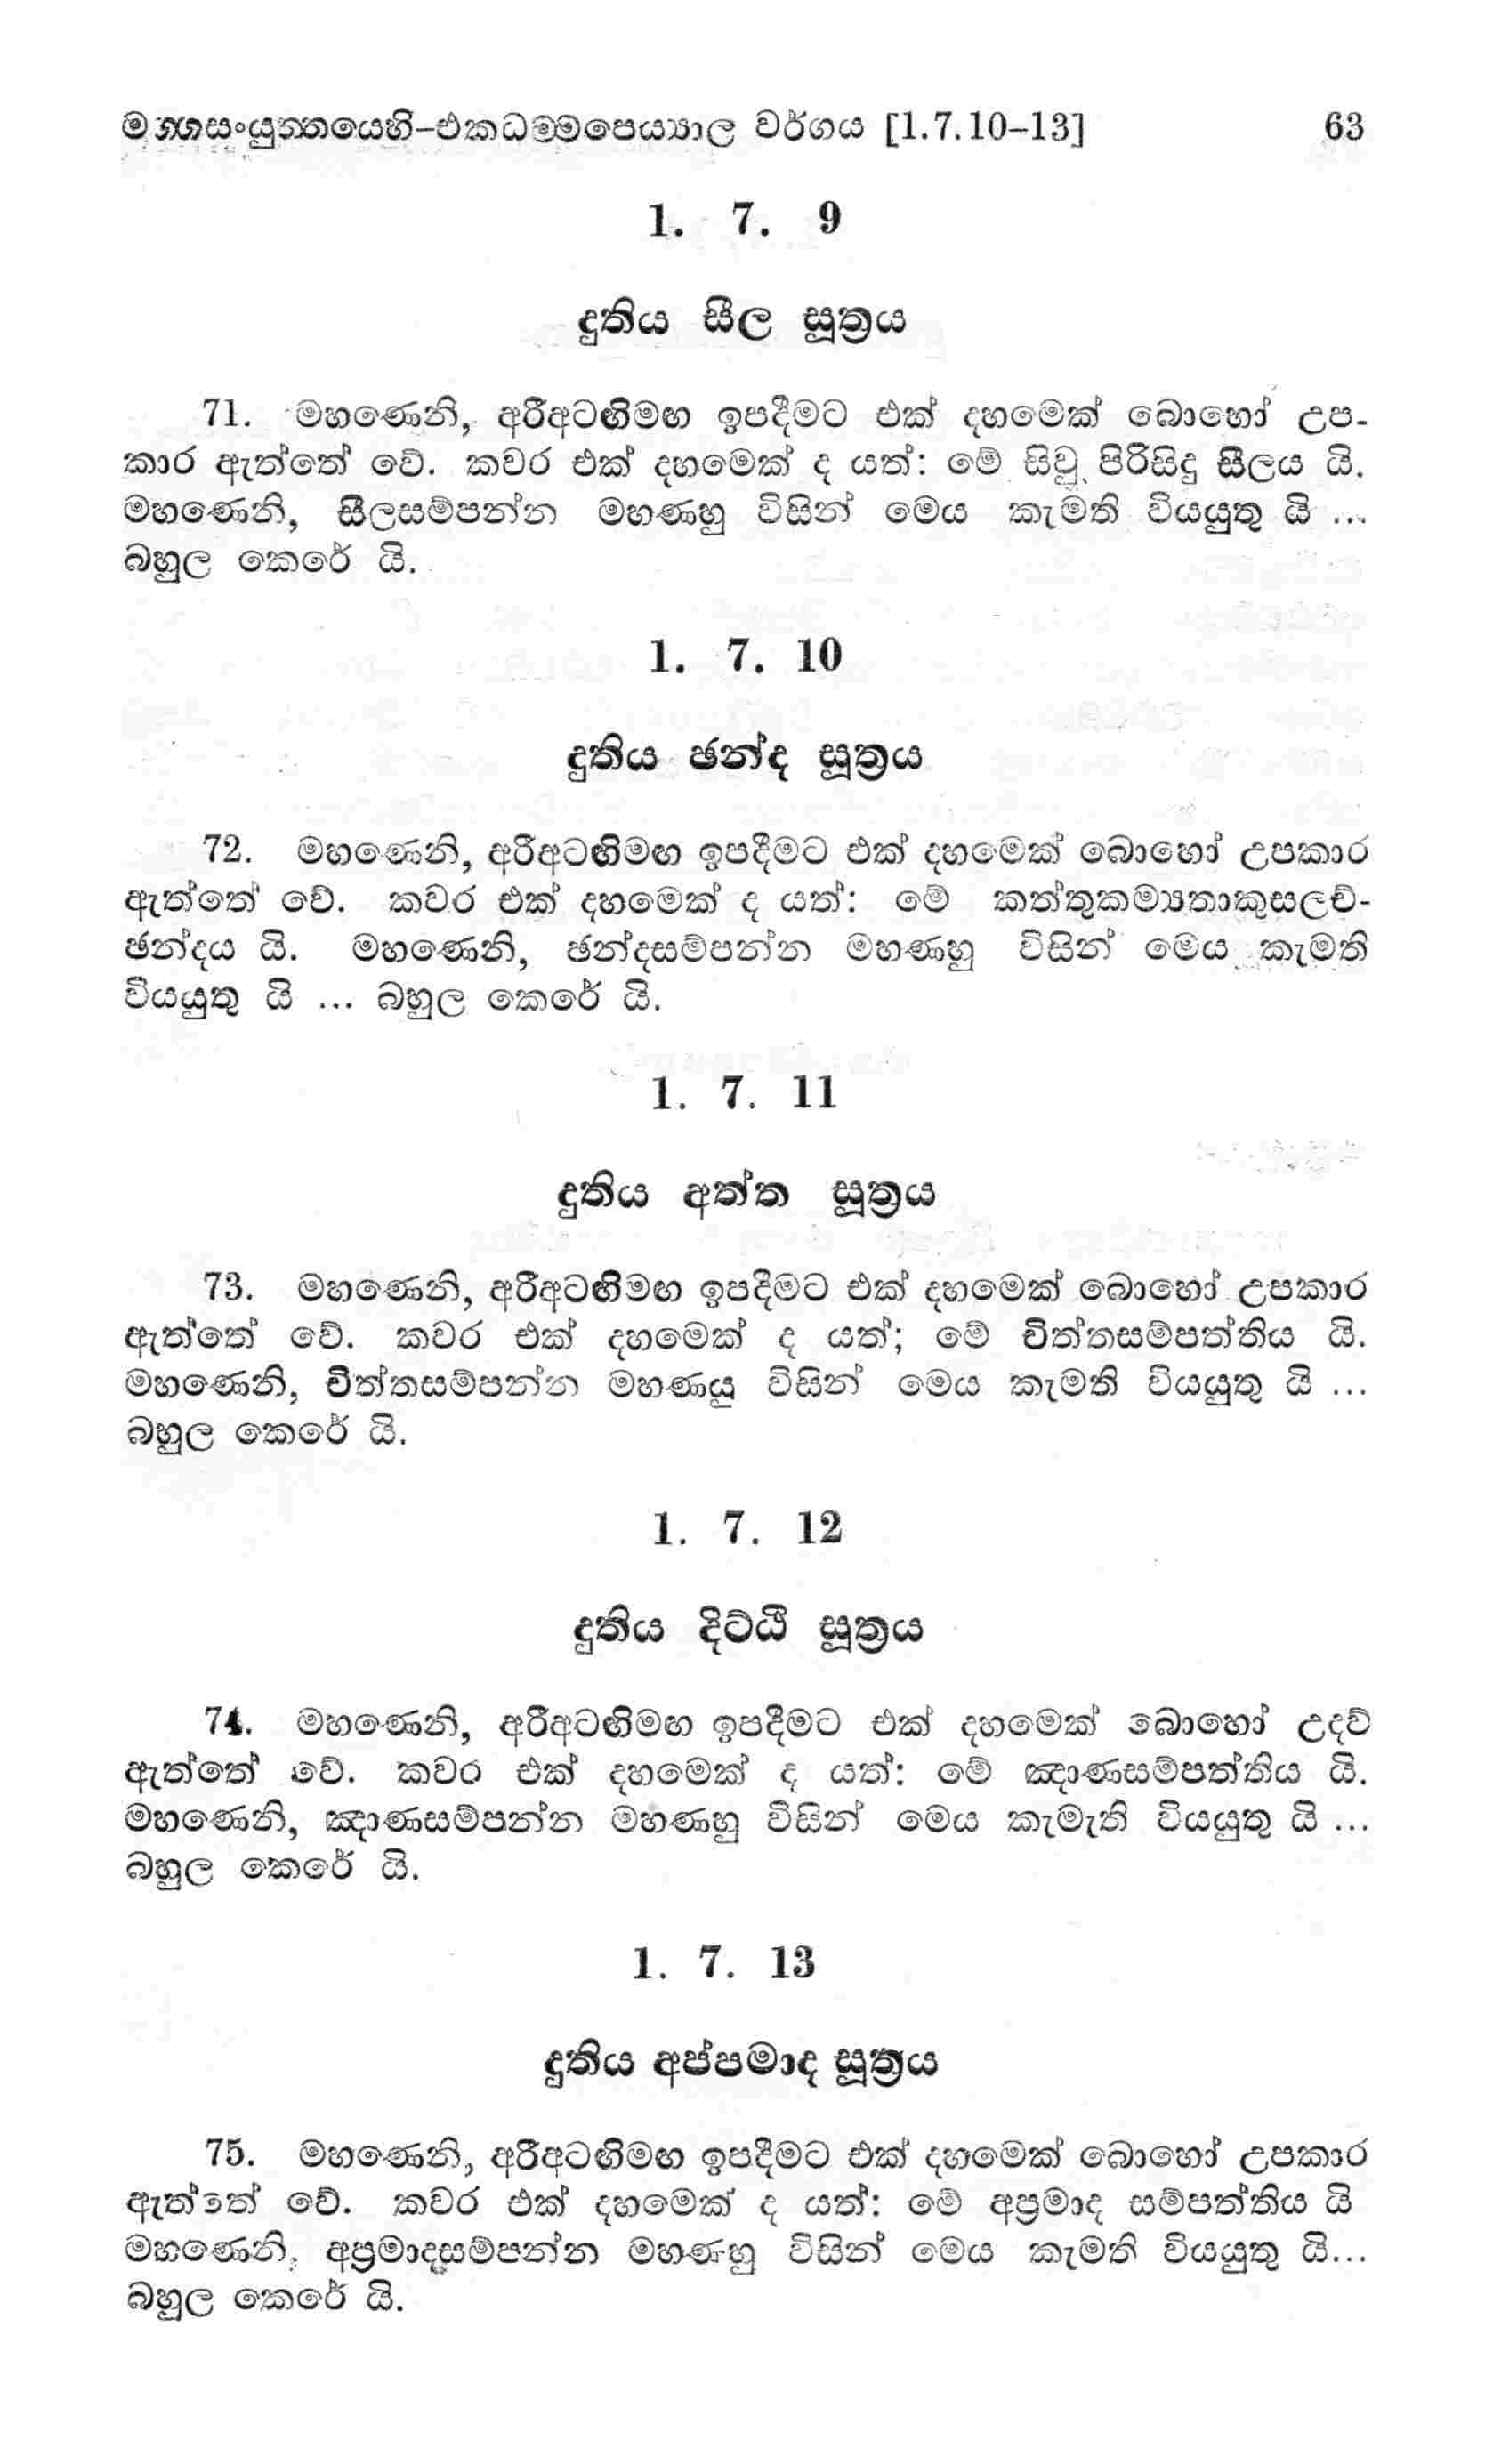 මග්ගසංයුත්තයෙහි-එකධම්මපෙය්‍යාල වර්ගය [1.7.10-13] 63
1. 7. 9
දුතිය සීල සූත්‍රය
71. මහණෙනි, අරීඅටඟිමඟ ඉපදීමට එක් දහමෙක් බොහෝ උප-
කාර ඇත්තේ වේ. කවර එක් දහමෙක් ද යත්: මේ සිවු පිරිසිදු සීලය යි.
මහණෙනි, සීලසම්පන්න මහණහු විසින් මෙය කැමති වියයුතු යි ...
බහුල කෙරේ යි.
1. 7. 10
දුතිය ඡන්ද සූත්‍රය
72. මහණෙනි, අරීඅටඟිමඟ ඉපදීමට එක් දහමෙක් බොහෝ උපකාර
ඇත්තේ වේ. කවර එක් දහමෙක් ද යත්: මේ කත්තුකම්‍යතාකුසලච්-
ඡන්දය යි. මහණෙනි, ඡන්දසම්පන්න මහණහු විසින් මෙය කැමති
වියයුතු යි ... බහුල කෙරේ යි.
1. 7. 11
දුතිය අත්ත සූත්‍රය
73. මහණෙනි, අරීඅටඟිමඟ ඉපදීමට එක් දහමෙක් බොහෝ උපකාර
ඇත්තේ වේ. කවර එක් දහමෙක් ද යත්; මේ චිත්තසම්පත්තිය යි.
මහණෙනි, චිත්තසම්පන්න මහණයු විසින් මෙය කැමති වියයුතු යි ...
බහුල කෙරේ යි.
1. 7. 12
දුතිය දිට්ඨි සූත්‍රය
74. මහණෙනි, අරීඅටඟිමඟ ඉපදීමට එක් දහමෙක් බොහෝ උදව්
ඇත්තේ වේ. කවර එක් දහමෙක් ද යත්: මේ ඤාණසම්පත්තිය යි.
මහණෙනි, ඤාණසම්පන්න මහණහු විසින් මෙය කැමැති වියයුතු යි ...
බහුල කෙරේ යි.
1. 7. 13
දුතිය අප්පමාද සූත්‍රය
75. මහණෙනි, අරීඅටඟිමඟ ඉපදීමට එක් දහමෙක් බොහෝ උපකාර
ඇත්තේ වේ. කවර එක් දහමෙක් ද යත්: මේ අප්‍රමාද සම්පත්තිය යි
මහණෙනි, අප්‍රමාදසම්පන්න මහණහු විසින් මෙය කැමති වියයුතු යි...
බහුල කෙරේ යි.